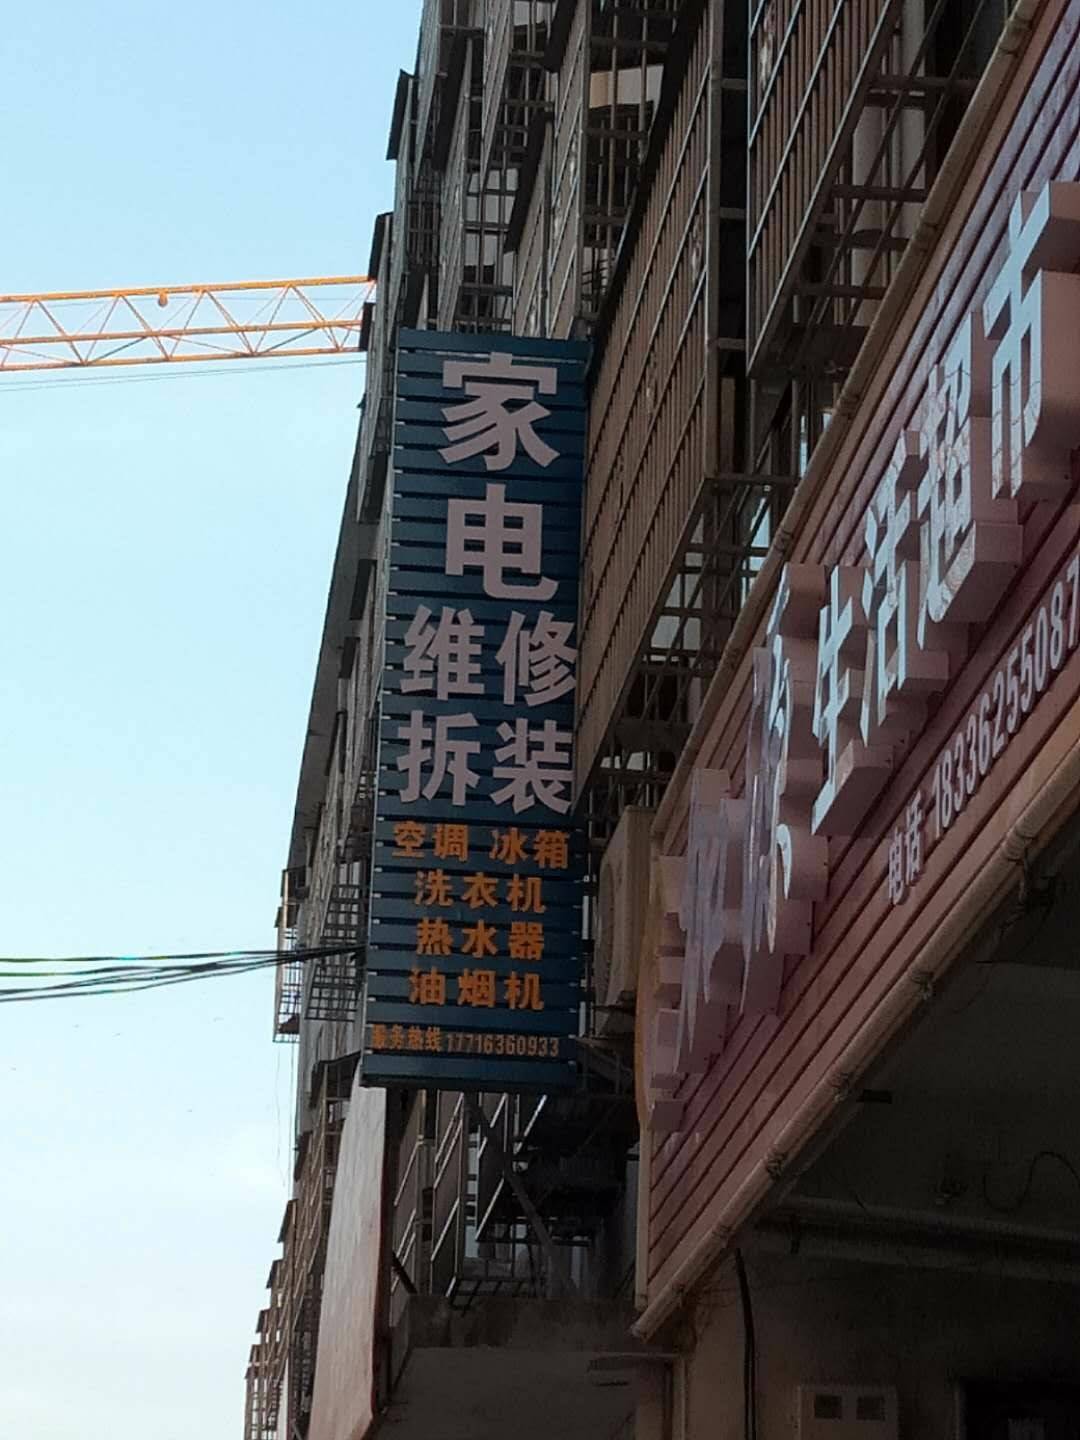 家电
维修
拆装
空调 冰箱
洗衣机
热水器
油烟机
服务热线 17716360933
生活超市
电话 18336255087